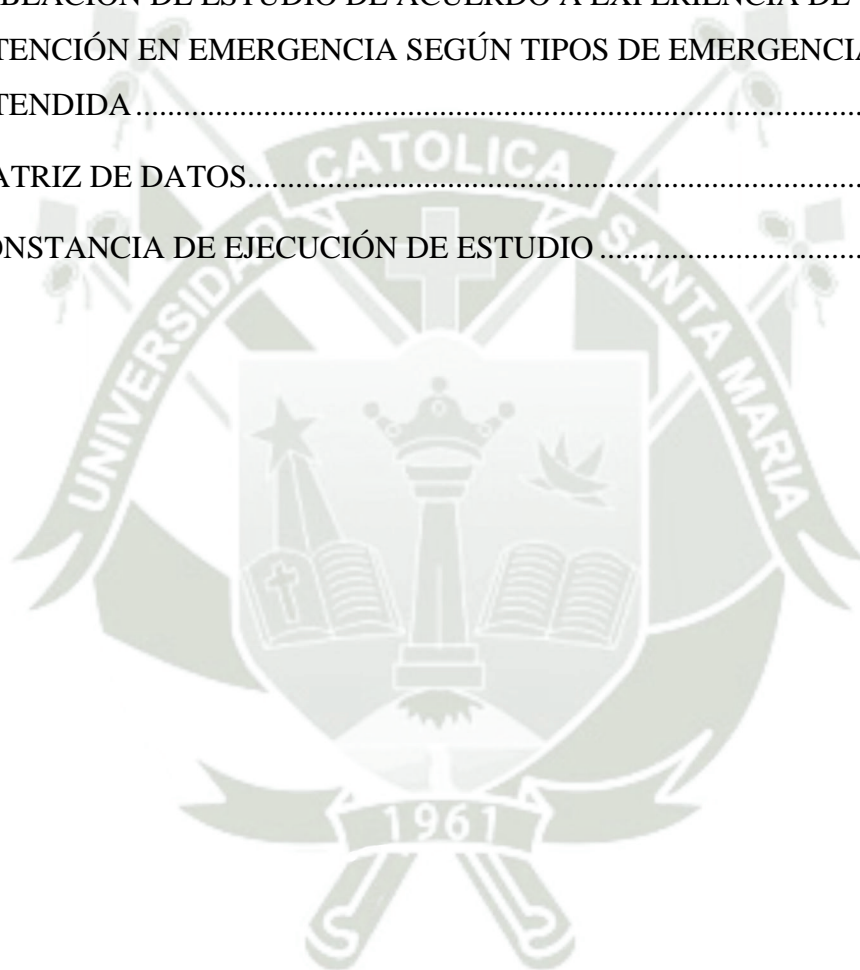 BLACIÓN DE ESTUDIO DE ACUERDO A EXPERIENCIA DE
TENCIÓN EN EMERGENCIA SEGÚN TIPOS DE EMERGENCIA
TENDIDA
ATRIZ DE DATOS
ONSTANCIA DE EJECUCIÓN DE ESTUDIO
UNIVERSIDAD CATOLICA SANTA MARIA
1961